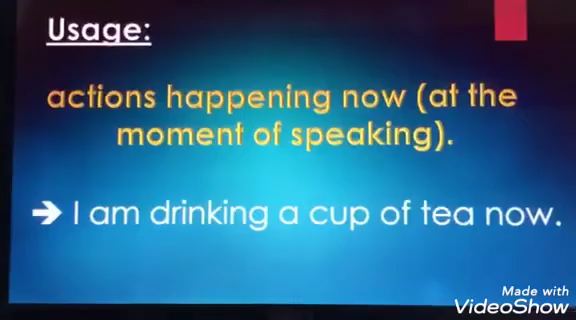 Usage:
actions happening now (at the
moment of speaking).
➔ I am drinking a cup of tea now.
Made with
VideoShow